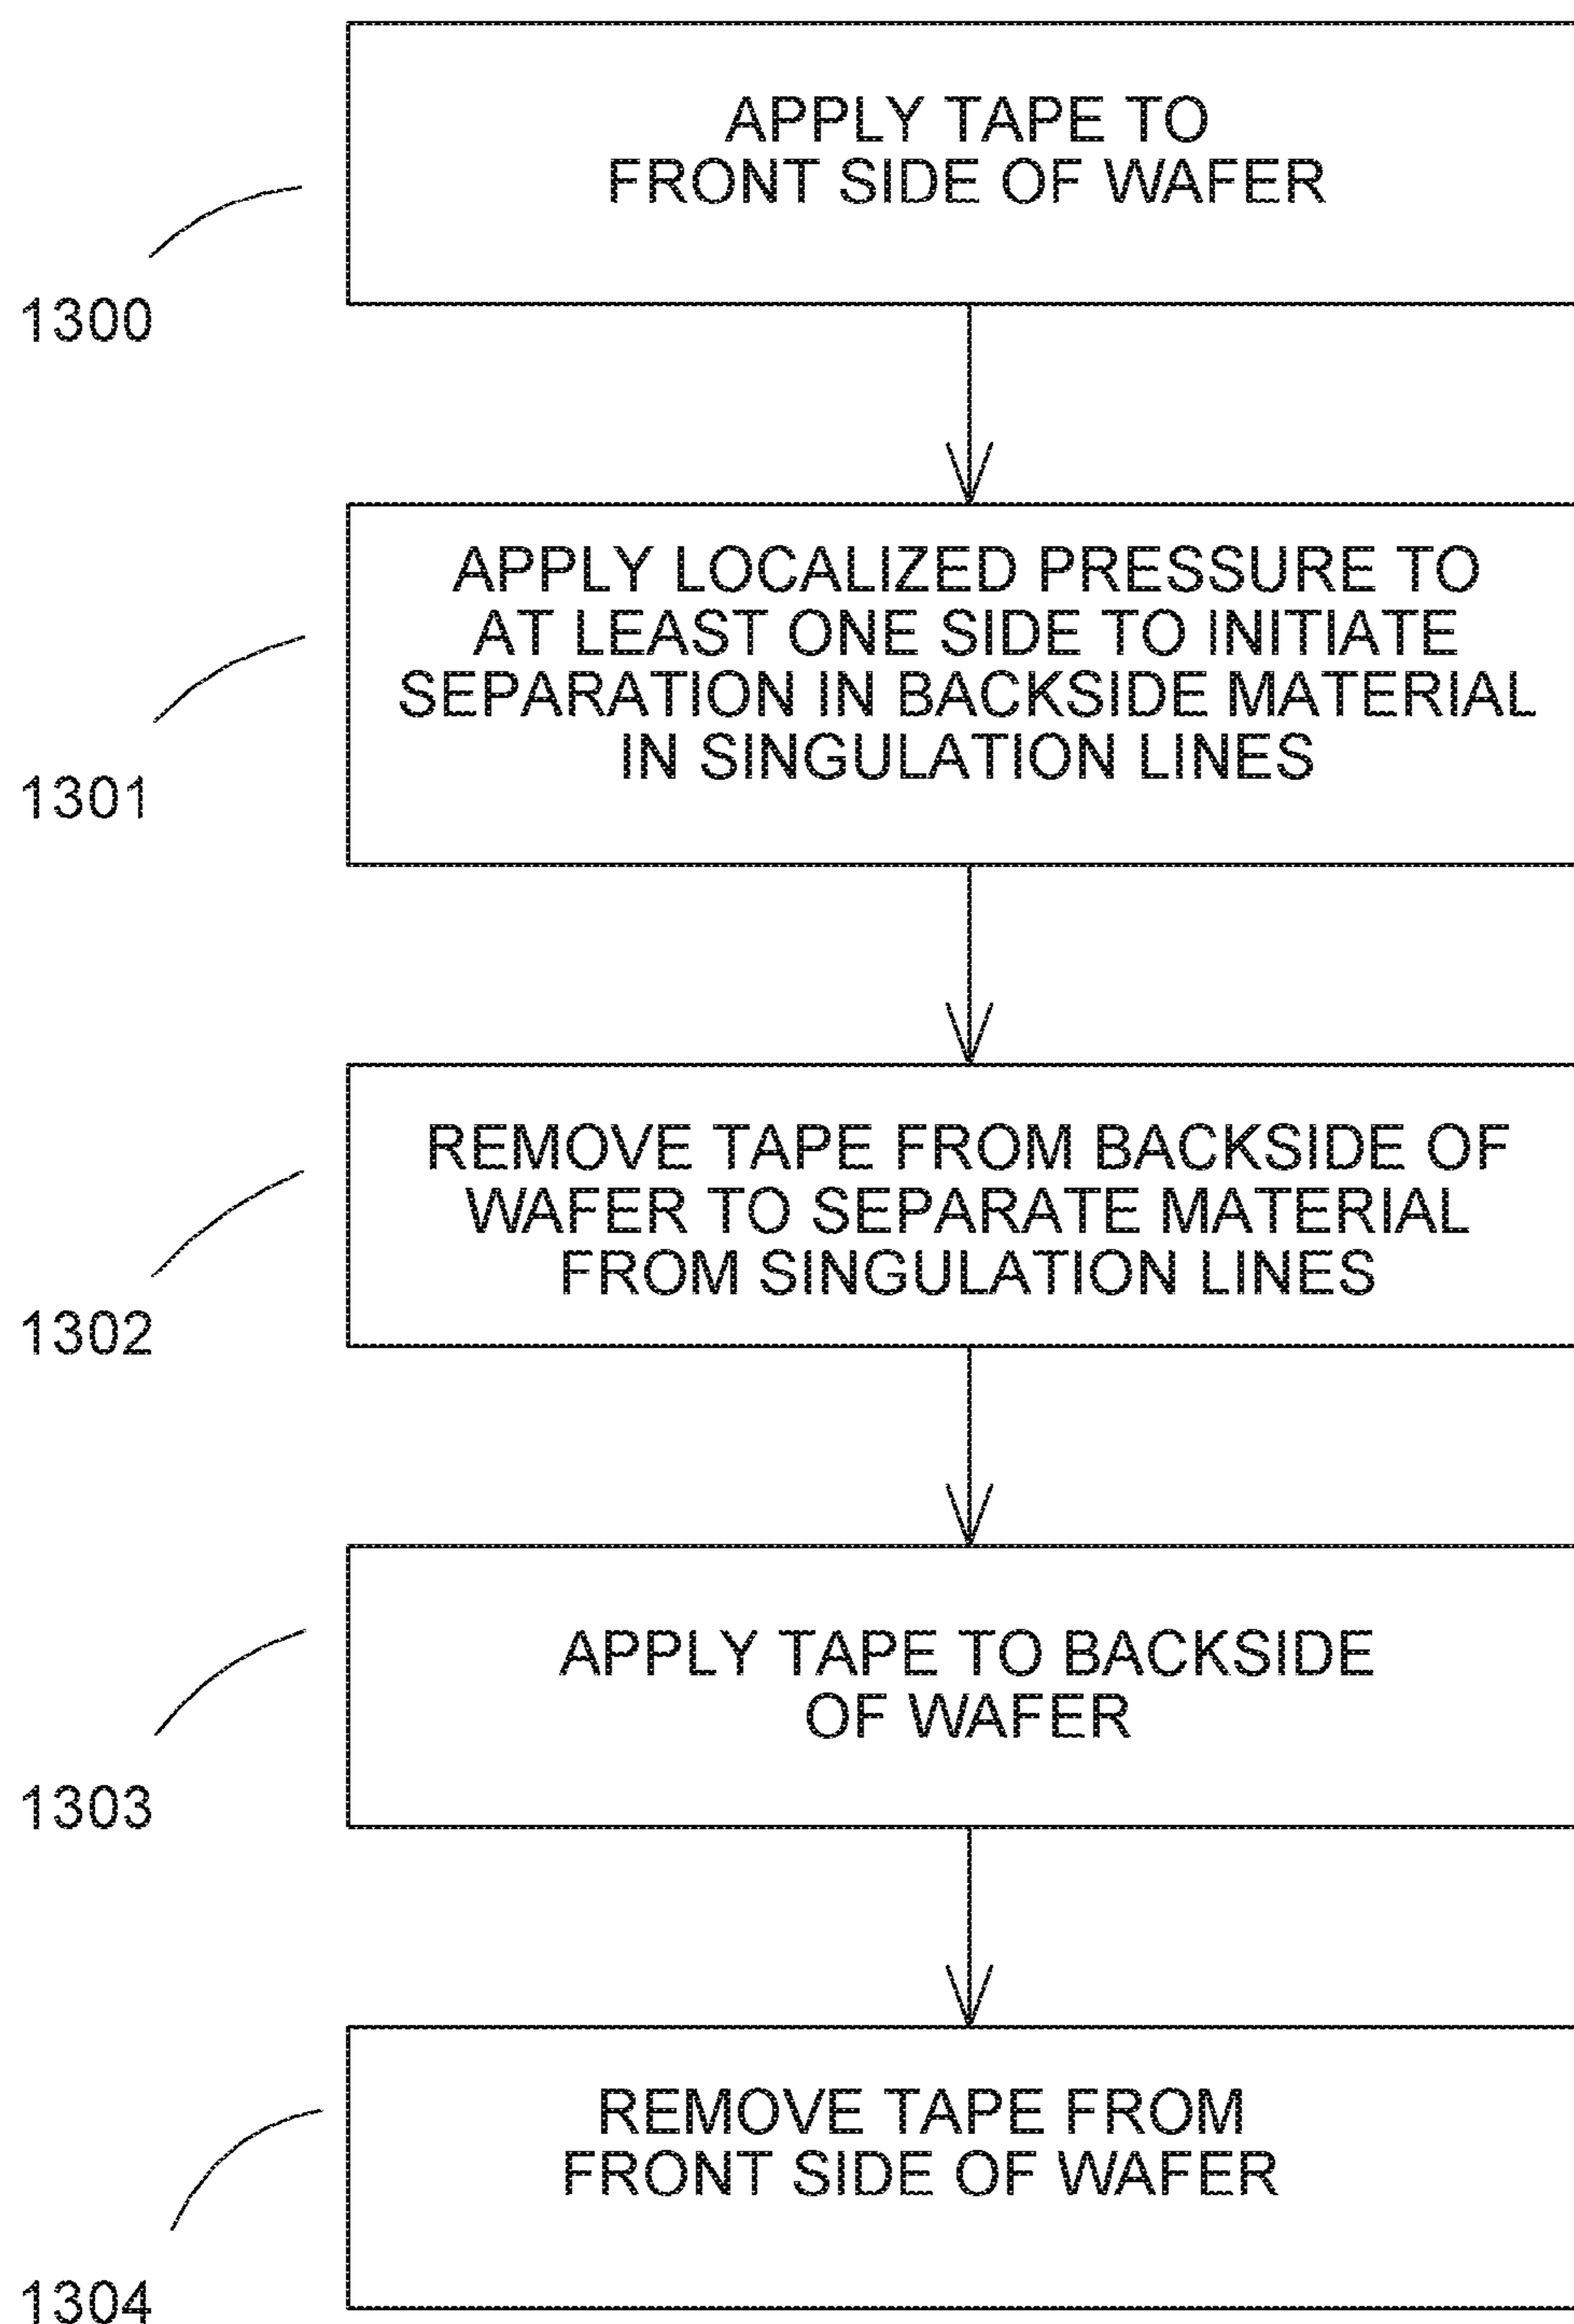 APPLY TAPE TO
FRONT SIDE OF WAFER
1300
APPLY LOCALIZED PRESSURE TO
AT LEAST ONE SIDE TO INITIATE
SEPARATION IN BACKSIDE MATERIAL
IN SINGULATION LINES
1301
REMOVE TAPE FROM BACKSIDE OF
WAFER TO SEPARATE MATERIAL
FROM SINGULATION LINES
1302
APPLY TAPE TO BACKSIDE
OF WAFER
1303
REMOVE TAPE FROM
FRONT SIDE OF WAFER
1304